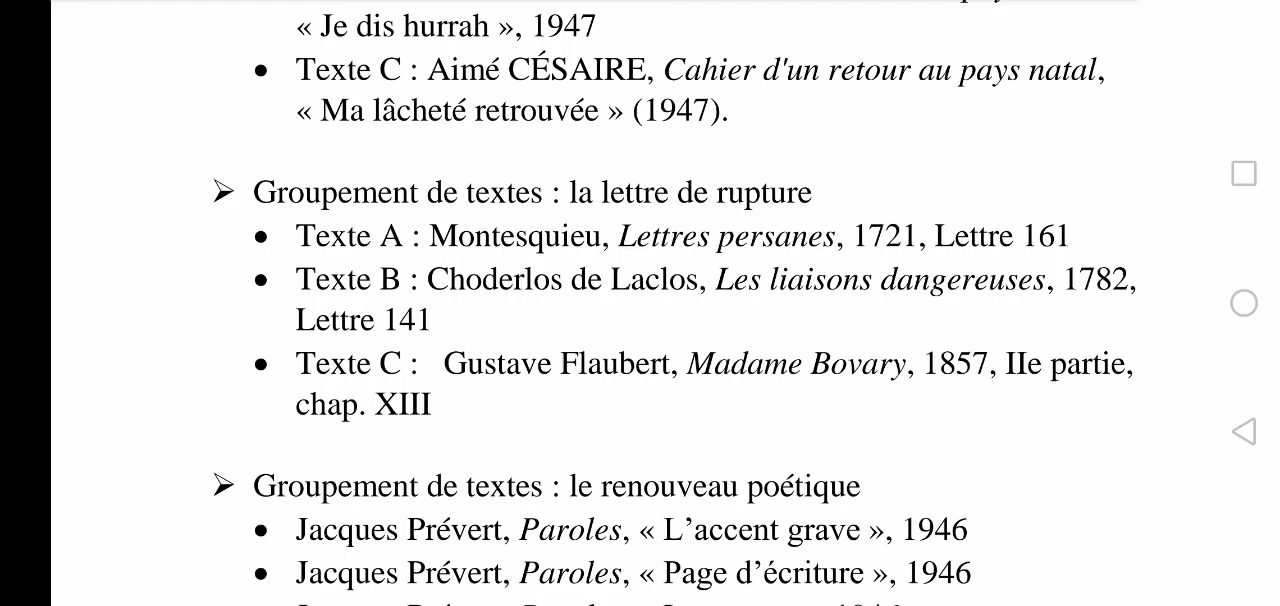 « Je dis hurrah », 1947
• Texte C : Aimé CÉSAIRE, Cahier d'un retour au pays natal,
« Ma lâcheté retrouvée » (1947).
➢ Groupement de textes : la lettre de rupture
• Texte A : Montesquieu, Lettres persanes, 1721, Lettre 161
• Texte B : Choderlos de Laclos, Les liaisons dangereuses, 1782,
Lettre 141
• Texte C : Gustave Flaubert, Madame Bovary, 1857, IIe partie,
chap. XIII
➢ Groupement de textes : le renouveau poétique
• Jacques Prévert, Paroles, « L’accent grave », 1946
• Jacques Prévert, Paroles, « Page d’écriture », 1946